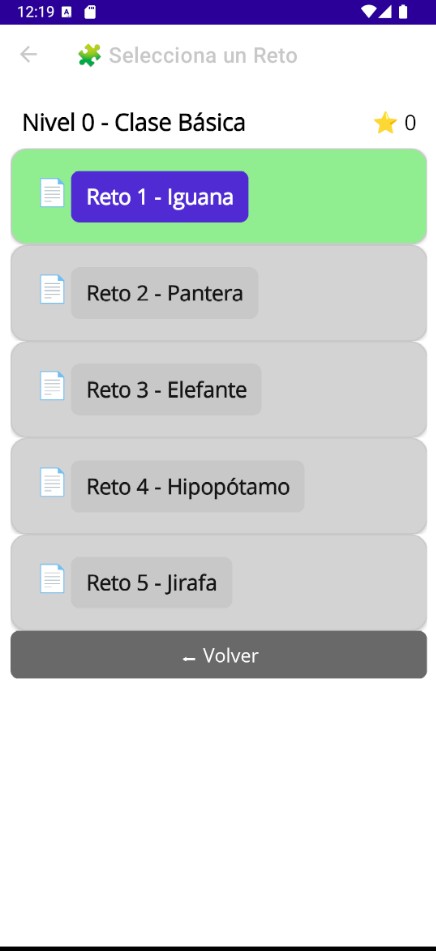 12:19
Selecciona un Reto
Nivel 0 - Clase Básica
0
Reto 1 - Iguana
Reto 2 - Pantera
Reto 3 - Elefante
Reto 4 - Hipopótamo
Reto 5 - Jirafa
← Volver